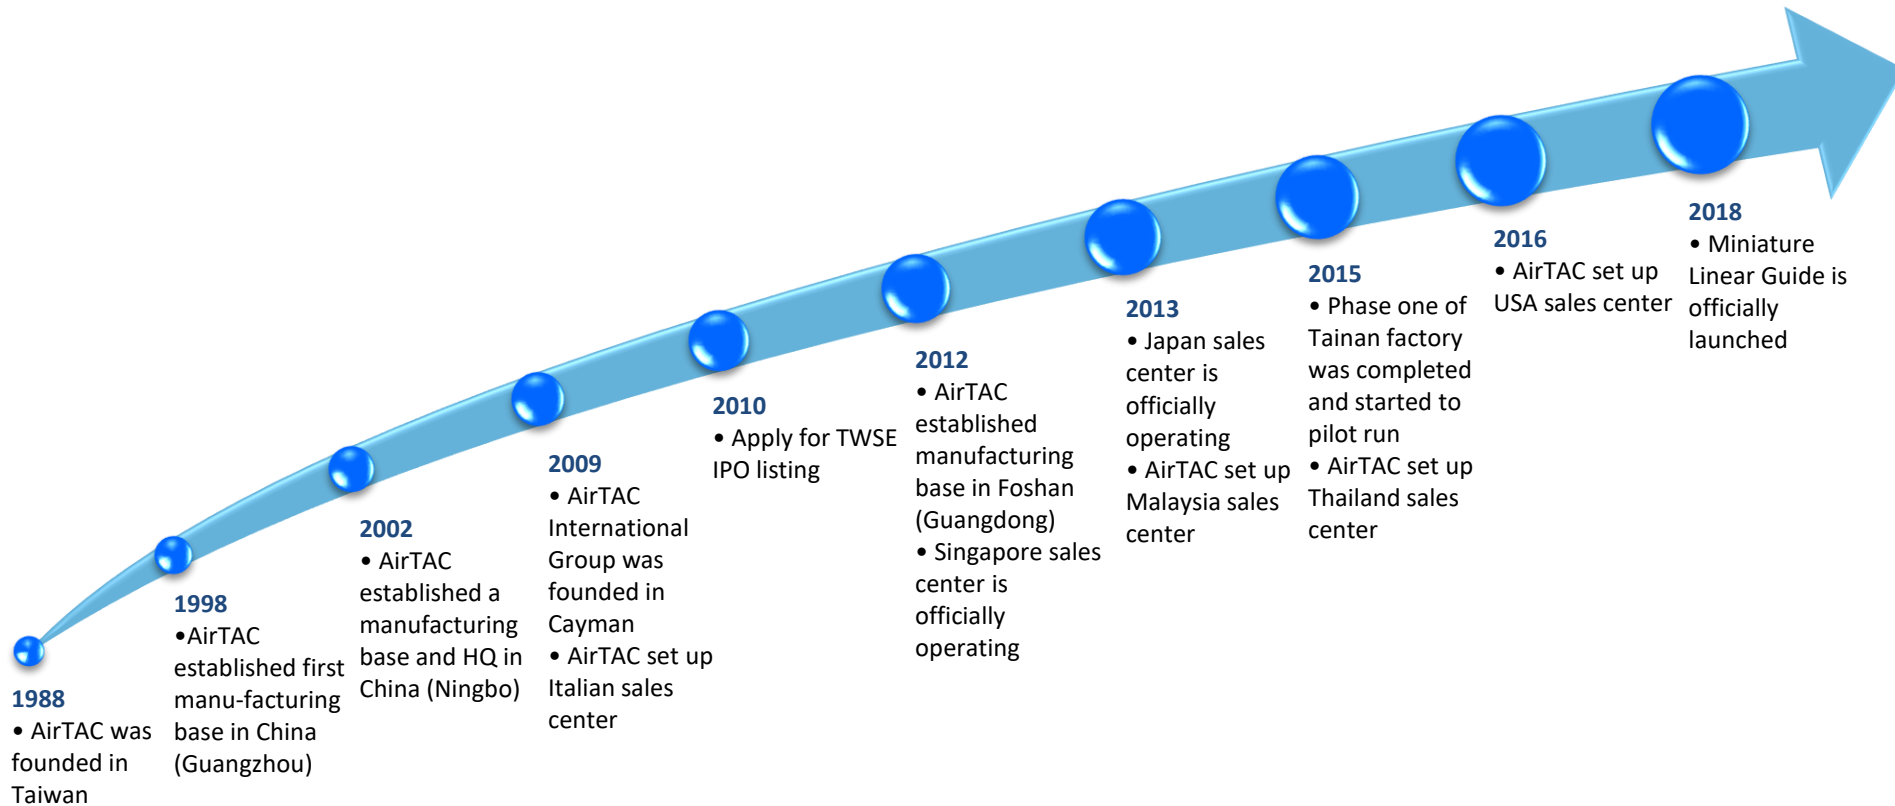 1988
• AirTAC was
founded in
Taiwan
1998
•AirTAC
established first
manu-facturing
base in China
(Guangzhou)
2002
• AirTAC
established a
manufacturing
base and HQ in
China (Ningbo)
2009
• AirTAC
International
Group was
founded in
Cayman
• AirTAC set up
Italian sales
center
2010
• Apply for TWSE
IPO listing
2012
• AirTAC
established
manufacturing
base in Foshan
(Guangdong)
• Singapore sales
center is
officially
operating
2013
• Japan sales
center is
officially
operating
• AirTAC set up
Malaysia sales
center
2015
• Phase one of
Tainan factory
was completed
and started to
pilot run
• AirTAC set up
Thailand sales
center
2016
• AirTAC set up
USA sales center
2018
• Miniature
Linear Guide is
officially
launched